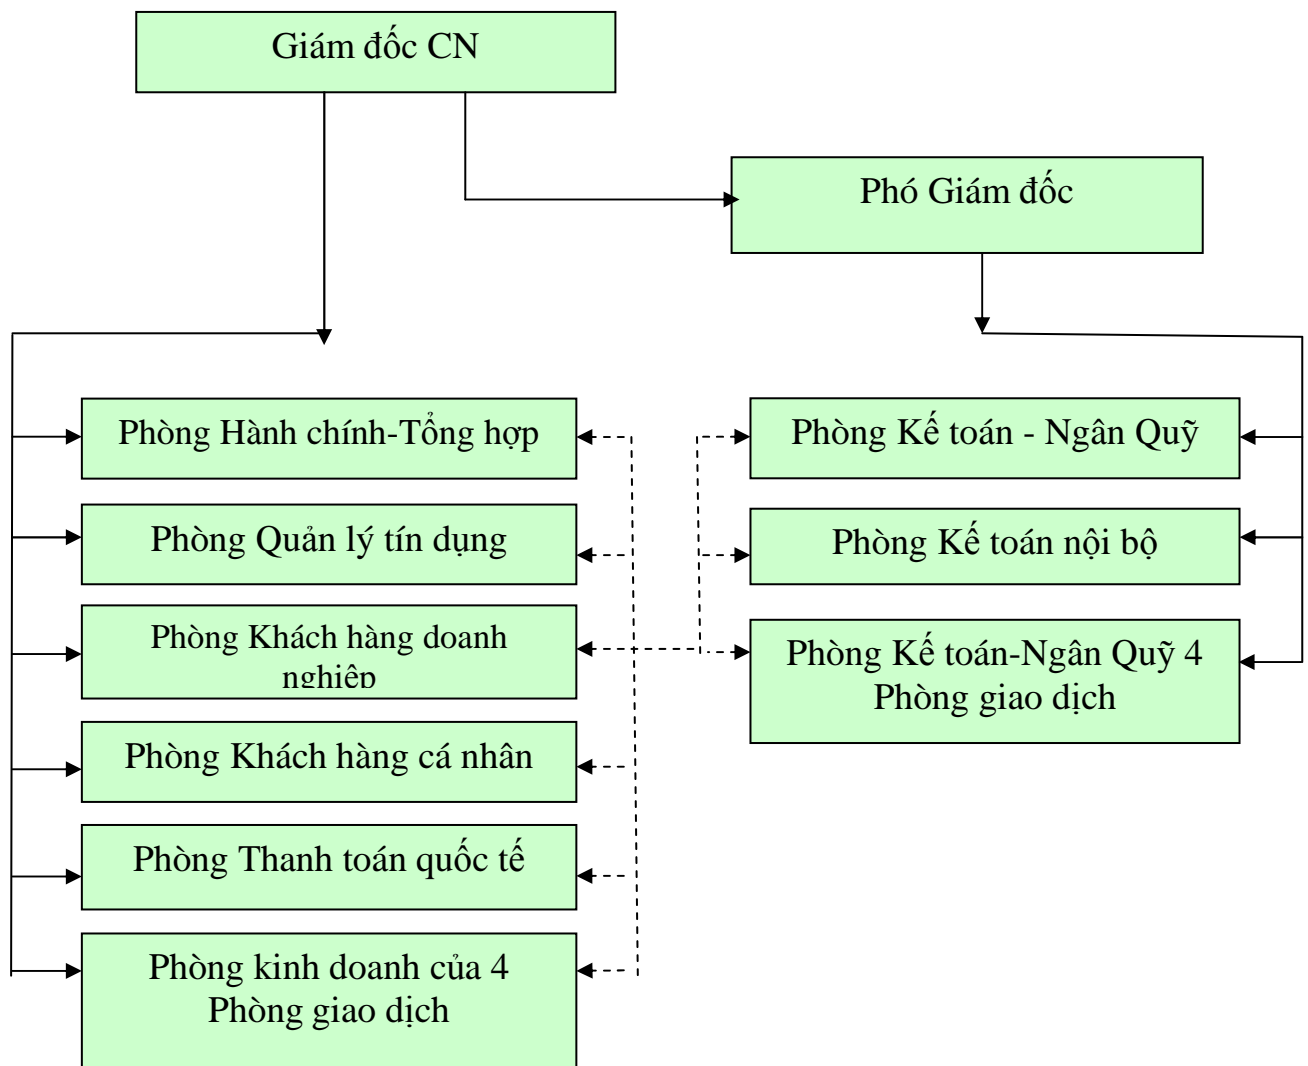 Giám đốc CN
Phó Giám đốc
Phòng Hành chính-Tổng hợp
Phòng Quản lý tín dụng
Phòng Khách hàng doanh
nghiệp
Phòng Khách hàng cá nhân
Phòng Thanh toán quốc tế
Phòng kinh doanh của 4
Phòng giao dịch
Phòng Kế toán - Ngân Quỹ
Phòng Kế toán nội bộ
Phòng Kế toán-Ngân Quỹ 4
Phòng giao dịch